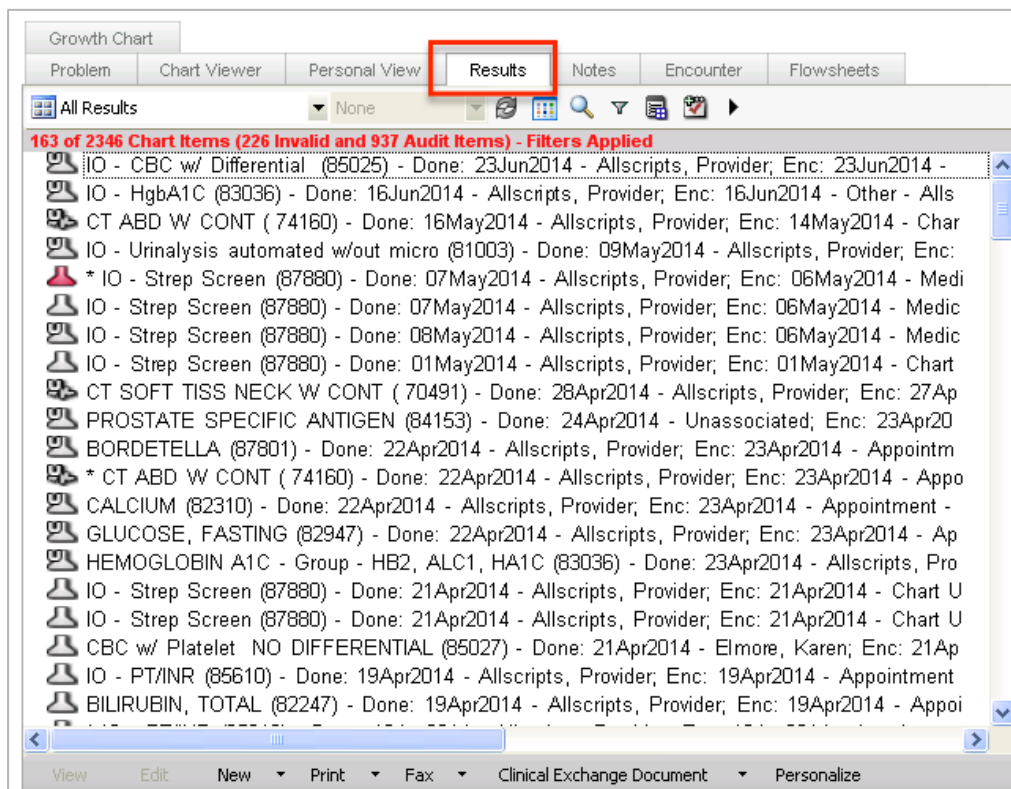 Growth Chart
Problem Chart Viewer Personal View Results Notes Encounter Flowsheets
All Results None
163 of 2346 Chart Items (226 Invalid and 937 Audit Items) - Filters Applied
IO - CBC w/ Differential (85025) - Done: 23Jun2014 - Allscripts, Provider; Enc: 23Jun2014 -
IO - HgbA1C (83036) - Done: 16Jun2014 - Allscripts, Provider; Enc: 16Jun2014 - Other - Alls
CT ABD W CONT ( 74160) - Done: 16May2014 - Allscripts, Provider; Enc: 14May2014 - Char
IO - Urinalysis automated w/out micro (81003) - Done: 09May2014 - Allscripts, Provider; Enc:
* IO - Strep Screen (87880) - Done: 07May2014 - Allscripts, Provider; Enc: 06May2014 - Medi
IO - Strep Screen (87880) - Done: 07May2014 - Allscripts, Provider; Enc: 06May2014 - Medic
IO - Strep Screen (87880) - Done: 08May2014 - Allscripts, Provider; Enc: 06May2014 - Medic
IO - Strep Screen (87880) - Done: 01May2014 - Allscripts, Provider; Enc: 01May2014 - Chart
CT SOFT TISS NECK W CONT ( 70491) - Done: 28Apr2014 - Allscripts, Provider; Enc: 27Ap
PROSTATE SPECIFIC ANTIGEN (84153) - Done: 24Apr2014 - Unassociated; Enc: 23Apr20
BORDETELLA (87801) - Done: 22Apr2014 - Allscripts, Provider; Enc: 23Apr2014 - Appointm
* CT ABD W CONT ( 74160) - Done: 22Apr2014 - Allscripts, Provider; Enc: 23Apr2014 - Appo
CALCIUM (82310) - Done: 22Apr2014 - Allscripts, Provider; Enc: 23Apr2014 - Appointment -
GLUCOSE, FASTING (82947) - Done: 22Apr2014 - Allscripts, Provider; Enc: 23Apr2014 - Ap
HEMOGLOBIN A1C - Group - HB2, ALC1, HA1C (83036) - Done: 23Apr2014 - Allscripts, Pro
IO - Strep Screen (87880) - Done: 21Apr2014 - Allscripts, Provider; Enc: 21Apr2014 - Chart U
IO - Strep Screen (87880) - Done: 21Apr2014 - Allscripts, Provider; Enc: 21Apr2014 - Chart U
CBC w/ Platelet NO DIFFERENTIAL (85027) - Done: 21Apr2014 - Elmore, Karen; Enc: 21Ap
IO - PT/INR (85610) - Done: 19Apr2014 - Allscripts, Provider; Enc: 19Apr2014 - Appointment
BILIRUBIN, TOTAL (82247) - Done: 19Apr2014 - Allscripts, Provider; Enc: 19Apr2014 - Appoi
View Edit New Print Fax Clinical Exchange Document Personalize